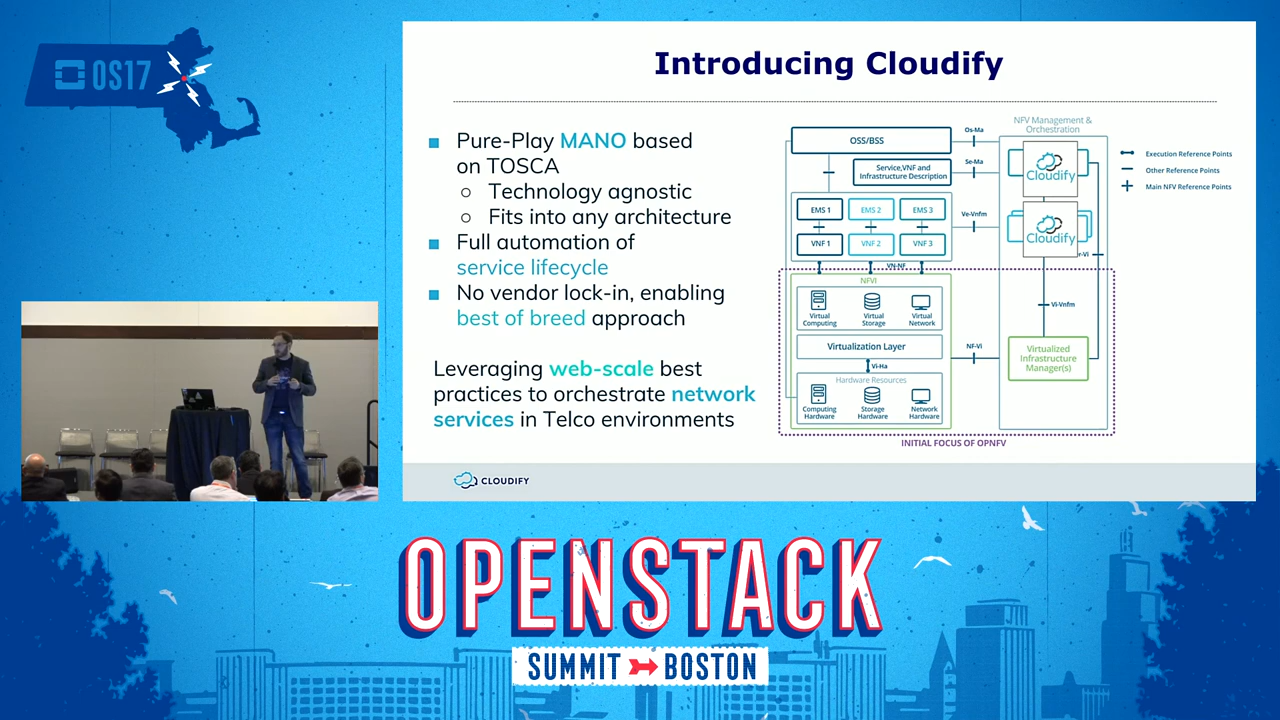 OS17
Introducing Cloudify
Pure-Play MANO based
on TOSCA
Technology agnostic
Fits into any architecture
Full automation of
service lifecycle
No vendor lock-in, enabling
best of breed approach
Leveraging web-scale best
practices to orchestrate network
services in Telco environments
OSS/BSS
Os-Ma
NFV Management &
Orchestration
Service,VNF and
Infrastructure Description
Se-Ma
Cloudify
Execution Reference Points
Other Reference Points
Main NFV Reference Points
EMS 1
EMS 2
EMS 3
Ve-Vnfm
VNF 1
VNF 2
VNF 3
Cloudify
r-Vi
VN-NF
NFVI
Virtual
Computing
Virtual
Storage
Virtual
Network
Vi-Vnfm
Virtualization Layer
NF-Vi
Virtualized
Infrastructure
Manager(s)
Vi-Ha
Hardware Resources
Computing
Hardware
Storage
Hardware
Network
Hardware
INITIAL FOCUS OF OPNFV
CLOUDIFY
OPENSTACK
SUMMIT BOSTON